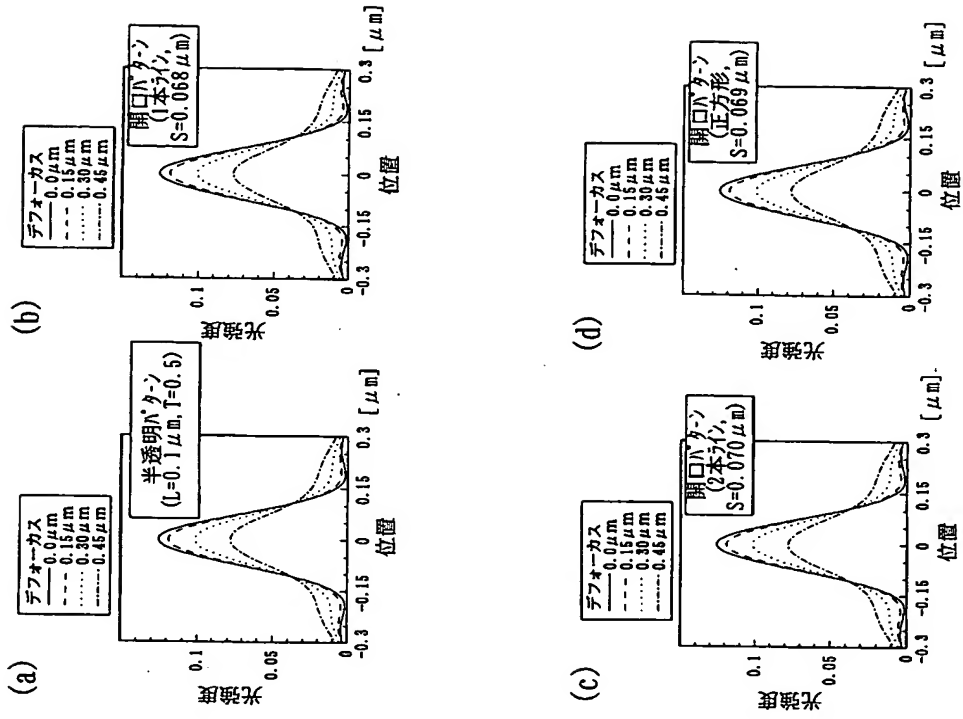 (a)
デフォーカス
0.0μm
0.15μm
0.30μm
0.45μm
半透明パターン
(L=0.1μm, T=0.5)
光強度
0.1
0.05
0
-0.3
-0.15
0
0.15
0.3
[μm]
位置
(b)
デフォーカス
0.0μm
0.15μm
0.30μm
0.45μm
開口パターン
(1本ライン,
S=0.068μm)
光強度
0.1
0.05
0
-0.3
-0.15
0
0.15
0.3
[μm]
位置
(c)
デフォーカス
0.0μm
0.15μm
0.30μm
0.45μm
開口パターン
(2本ライン,
S=0.070μm)
光強度
0.1
0.05
0
-0.3
-0.15
0
0.15
0.3
[μm]
位置
(d)
デフォーカス
0.0μm
0.15μm
0.30μm
0.45μm
開口パターン
(正方形,
S=0.069μm)
光強度
0.1
0.05
0
-0.3
-0.15
0
0.15
0.3
[μm]
位置